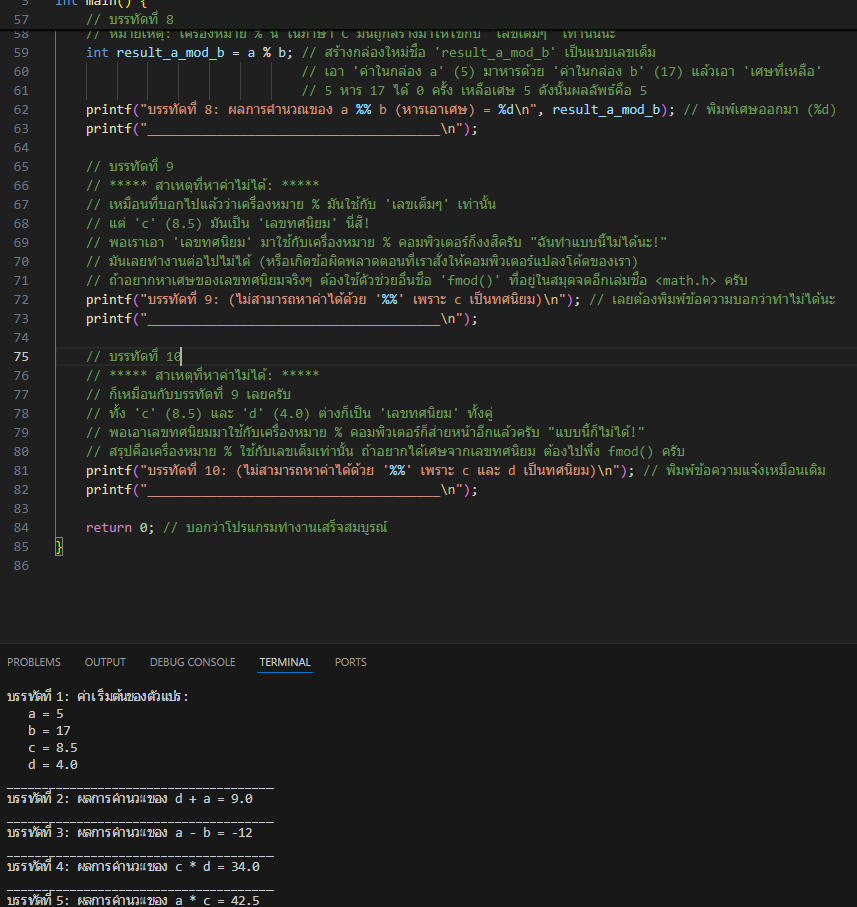 5 int main() {
57 // บรรทัดที่ 8
58 // หมายเหตุ: เครื่องหมาย % นี้ ในภาษา C มันถูกสร้างมาให้ใช้กับ 'เลขเต็มๆ' เท่านั้นนะ
59 int result_a_mod_b = a % b; // สร้างกล่องใหม่ชื่อ 'result_a_mod_b' เป็นแบบเลขเต็ม
60 // เอา 'ค่าในกล่อง a' (5) มาหารด้วย 'ค่าในกล่อง b' (17) แล้วเอา 'เศษที่เหลือ'
61 // 5 หาร 17 ได้ 0 ครั้ง เหลือเศษ 5 ดังนั้นผลลัพธ์คือ 5
62 printf("บรรทัดที่ 8: ผลการคำนวณของ a %% b (หารเอาเศษ) = %d\n", result_a_mod_b); // พิมพ์เศษออกมา (%d)
63 printf("______________________________________\n");
64
65 // บรรทัดที่ 9
66 // ***** สาเหตุที่หาค่าไม่ได้: *****
67 // เหมือนที่บอกไปแล้วว่าเครื่องหมาย % มันใช้กับ 'เลขเต็มๆ' เท่านั้น
68 // แต่ 'c' (8.5) มันเป็น 'เลขทศนิยม' นี่สิ!
69 // พอเราเอา 'เลขทศนิยม' มาใช้กับเครื่องหมาย % คอมพิวเตอร์ก็งงสิครับ "ฉันทำแบบนี้ไม่ได้นะ!"
70 // มันเลยทำงานต่อไปไม่ได้ (หรือเกิดข้อผิดพลาดตอนที่เราสั่งให้คอมพิวเตอร์แปลงโค้ดของเรา)
71 // ถ้าอยากหาเศษของเลขทศนิยมจริงๆ ต้องใช้ตัวช่วยอื่นชื่อ 'fmod()' ที่อยู่ในสมุดจดอีกเล่มชื่อ <math.h> ครับ
72 printf("บรรทัดที่ 9: (ไม่สามารถหาค่าได้ด้วย '%%' เพราะ c เป็นทศนิยม)\n"); // เลยต้องพิมพ์ข้อความบอกว่าทำไม่ได้นะ
73 printf("______________________________________\n");
74
75 // บรรทัดที่ 10
76 // ***** สาเหตุที่หาค่าไม่ได้: *****
77 // ก็เหมือนกับบรรทัดที่ 9 เลยครับ
78 // ทั้ง 'c' (8.5) และ 'd' (4.0) ต่างก็เป็น 'เลขทศนิยม' ทั้งคู่
79 // พอเอาเลขทศนิยมมาใช้กับเครื่องหมาย % คอมพิวเตอร์ก็ส่ายหน้าอีกแล้วครับ "แบบนี้ก็ไม่ได้!"
80 // สรุปคือเครื่องหมาย % ใช้กับเลขเต็มเท่านั้น ถ้าอยากได้เศษจากเลขทศนิยม ต้องไปพึ่ง fmod() ครับ
81 printf("บรรทัดที่ 10: (ไม่สามารถหาค่าได้ด้วย '%%' เพราะ c และ d เป็นทศนิยม)\n"); // พิมพ์ข้อความแจ้งเหมือนเดิม
82 printf("______________________________________\n");
83
84 return 0; // บอกว่าโปรแกรมทำงานเสร็จสมบูรณ์
85 }
86
PROBLEMS OUTPUT DEBUG CONSOLE TERMINAL PORTS
บรรทัดที่ 1: ค่าเริ่มต้นของตัวแปร:
a = 5
b = 17
c = 8.5
d = 4.0
______________________________________
บรรทัดที่ 2: ผลการคำนวณของ d + a = 9.0
______________________________________
บรรทัดที่ 3: ผลการคำนวณของ a - b = -12
______________________________________
บรรทัดที่ 4: ผลการคำนวณของ c * d = 34.0
______________________________________
บรรทัดที่ 5: ผลการคำนวณของ a * c = 42.5